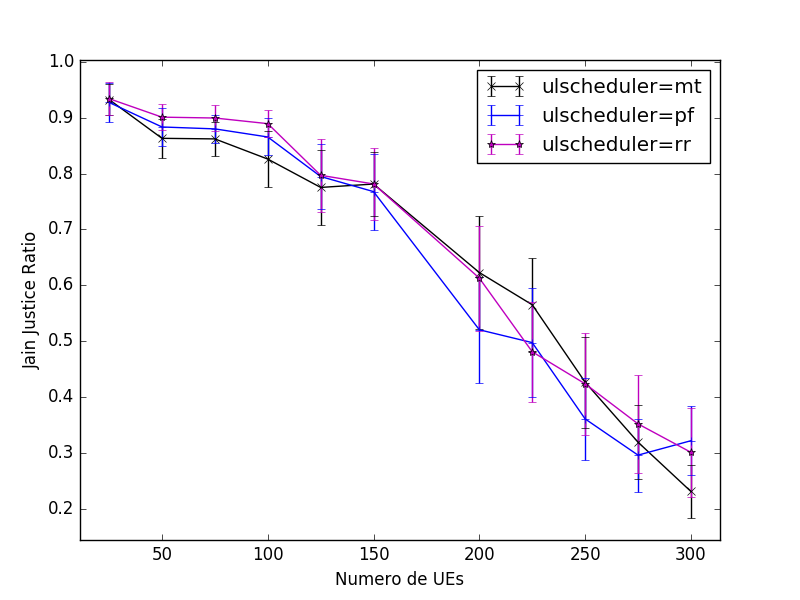 1.0
0.9
0.8
0.7
0.6
0.5
0.4
0.3
0.2
Jain Justice Ratio
ulscheduler=mt
ulscheduler=pf
ulscheduler=rr
50 100 150 200 250 300
Numero de UEs